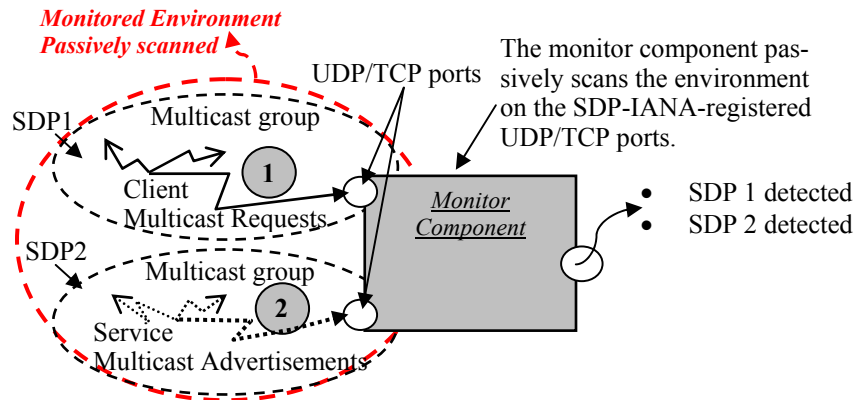 Monitored Environment
Passively scanned
UDP/TCP ports
The monitor component pas-
sively scans the environment
on the SDP-IANA-registered
UDP/TCP ports.
SDP1
Multicast group
1
Client
Multicast Requests
Monitor
Component
• SDP 1 detected
• SDP 2 detected
SDP2
Multicast group
2
Service
Multicast Advertisements